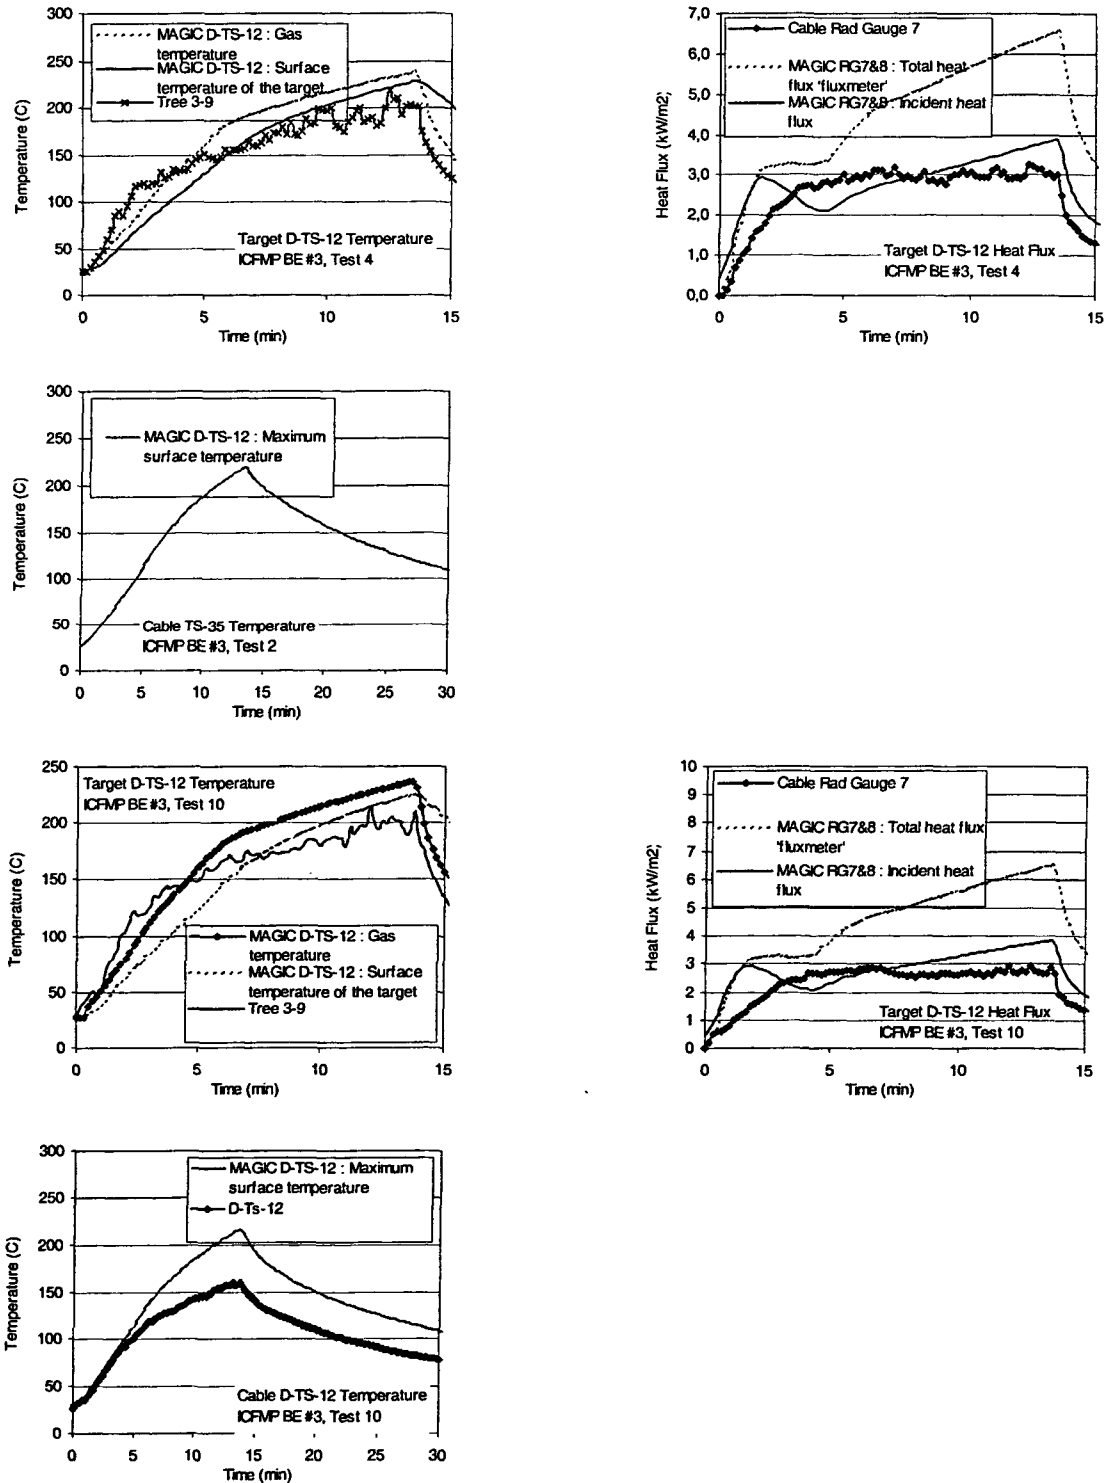 300
250
200
150
100
50
0
Temperature (C)
MAGIC D-TS-12 : Gas
temperature
MAGIC D-TS-12 : Surface
temperature of the target
Tree 3-9
Target D-TS-12 Temperature
ICFMP BE #3, Test 4
0 5 10 15
Time (min)
7,0
6,0
5,0
4,0
3,0
2,0
1,0
0,0
Heat Flux (kW/m2;
Cable Rad Gauge 7
MAGIC RG7&8 : Total heat
flux 'fluxmeter'
MAGIC RG7&8 : Incident heat
flux
Target D-TS-12 Heat Flux
ICFMP BE #3, Test 4
0 5 10 15
Time (min)
300
250
200
150
100
50
0
Temperature (C)
MAGIC D-TS-12 : Maximum
surface temperature
Cable TS-35 Temperature
ICFMP BE #3, Test 2
0 5 10 15 20 25 30
Time (min)
250
200
150
100
50
0
Temperature (C)
Target D-TS-12 Temperature
ICFMP BE #3, Test 10
MAGIC D-TS-12 : Gas
temperature
MAGIC D-TS-12 : Surface
temperature of the target
Tree 3-9
0 5 10 15
Time (min)
10
9
8
7
6
5
4
3
2
1
0
Heat Flux (kW/m2;
Cable Rad Gauge 7
MAGIC RG7&8 : Total heat flux
'fluxmeter'
MAGIC RG7&8 : Incident heat
flux
Target D-TS-12 Heat Flux
ICFMP BE #3, Test 10
0 5 10 15
Time (min)
300
250
200
150
100
50
0
Temperature (C)
MAGIC D-TS-12 : Maximum
surface temperature
D-Ts-12
Cable D-TS-12 Temperature
ICFMP BE #3, Test 10
0 5 10 15 20 25 30
Time (min)